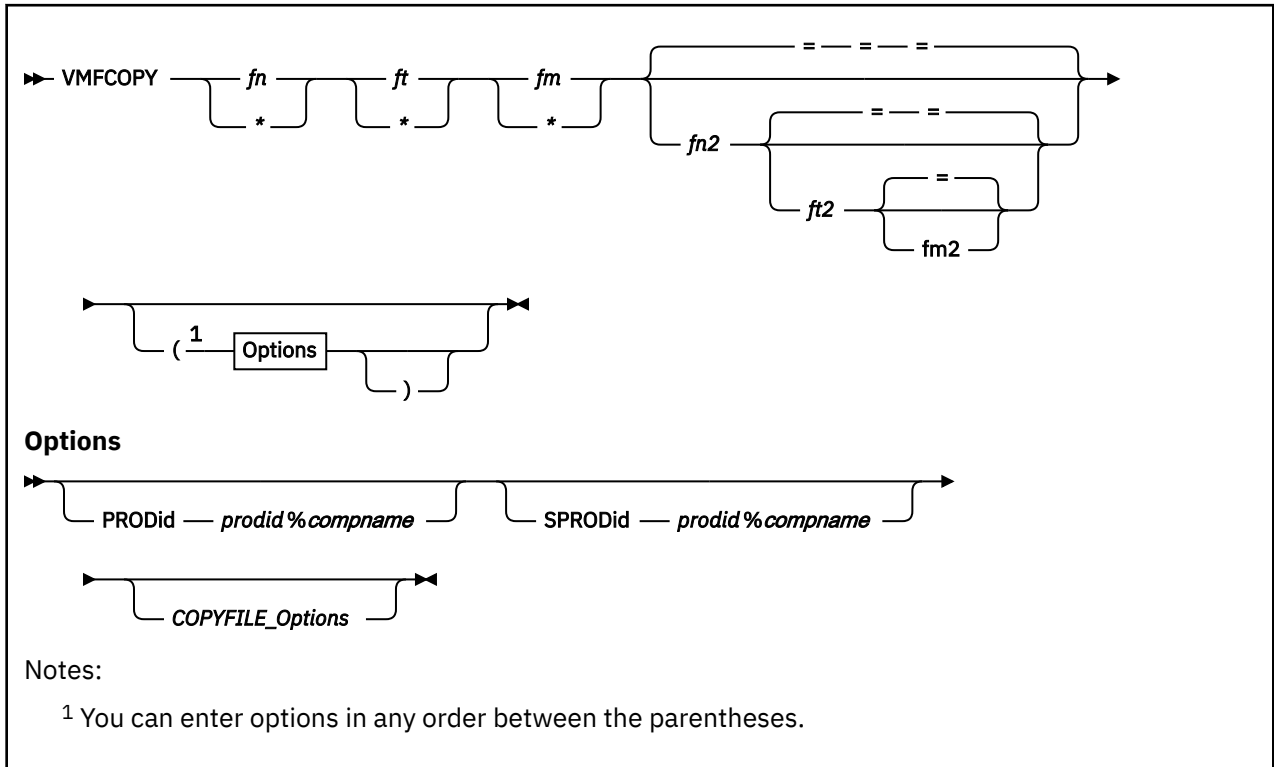 = = =
VMFCOPY fn ft fm
* * *
= =
fn2
=
ft2
fm2
( 1 Options
)
Options
PRODid prodid % compname SPRODid prodid % compname
COPYFILE_Options
Notes:
1 You can enter options in any order between the parentheses.